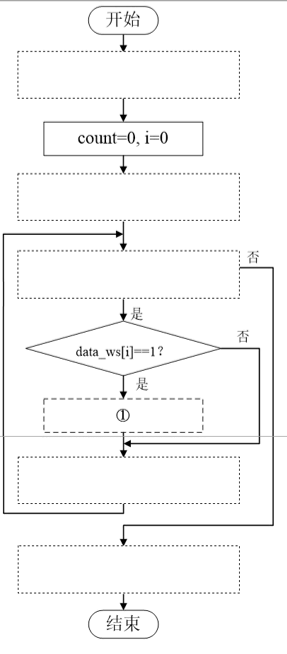 开始
count=0, i=0
否
是
否
data_ws[i]==1?
是
①
结束